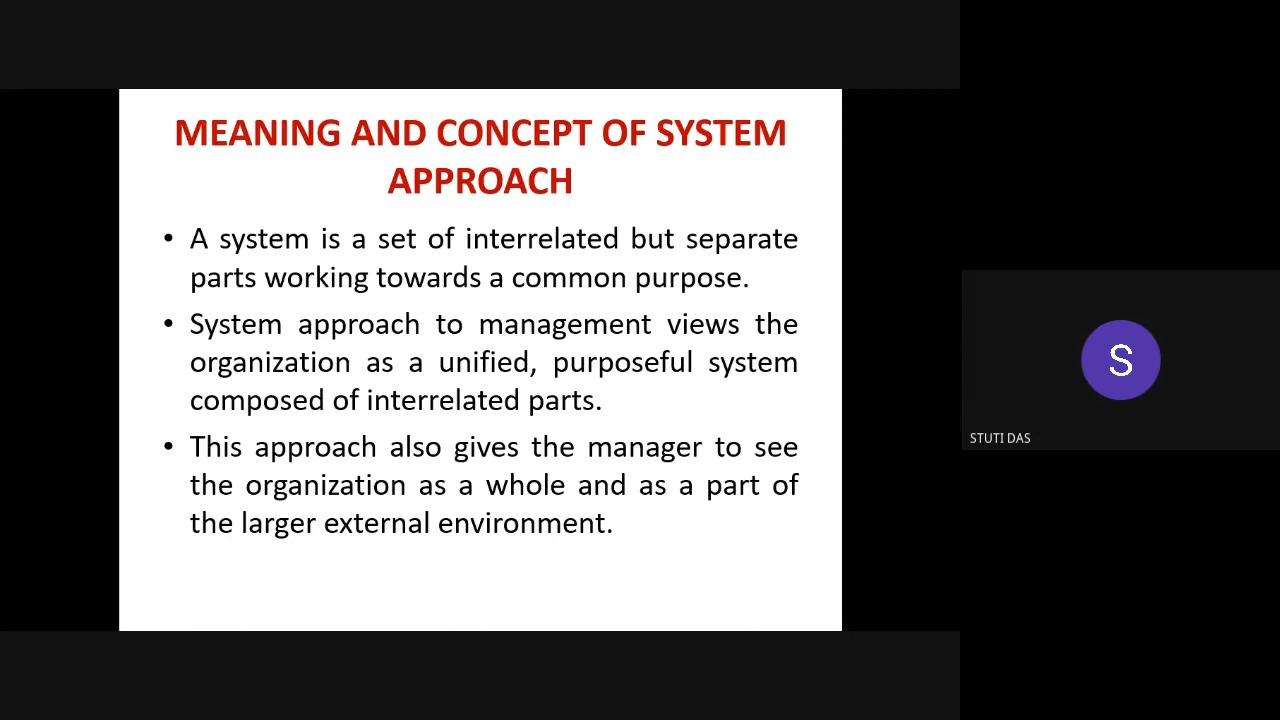 MEANING AND CONCEPT OF SYSTEM
APPROACH
• A system is a set of interrelated but separate
parts working towards a common purpose.
• System approach to management views the
organization as a unified, purposeful system
composed of interrelated parts.
• This approach also gives the manager to see
the organization as a whole and as a part of
the larger external environment.
S
STUTI DAS